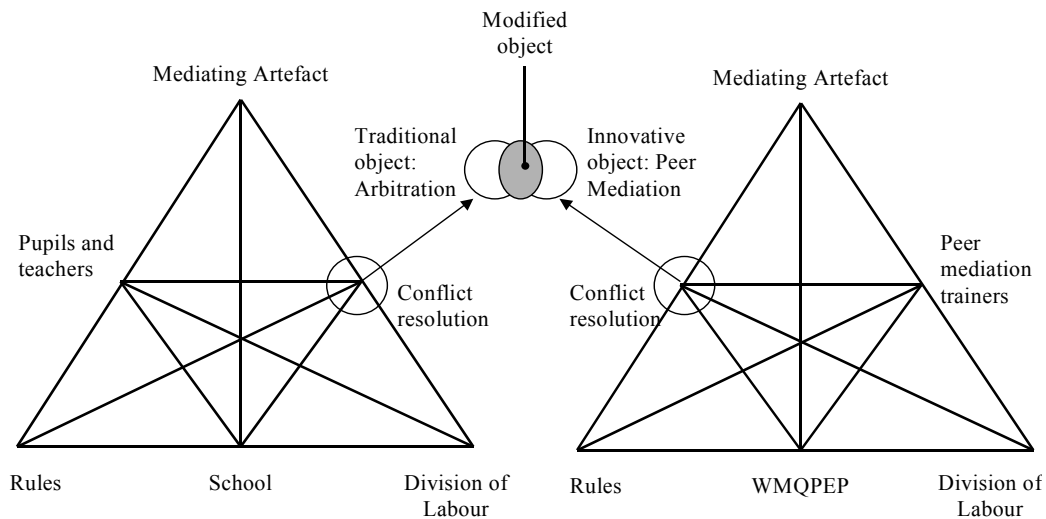 Modified
object
Mediating Artefact
Mediating Artefact
Traditional
object:
Arbitration
Innovative
object: Peer
Mediation
Pupils and
teachers
Conflict
resolution
Conflict
resolution
Peer
mediation
trainers
Rules
School
Division of
Labour
Rules
WMQPEP
Division of
Labour